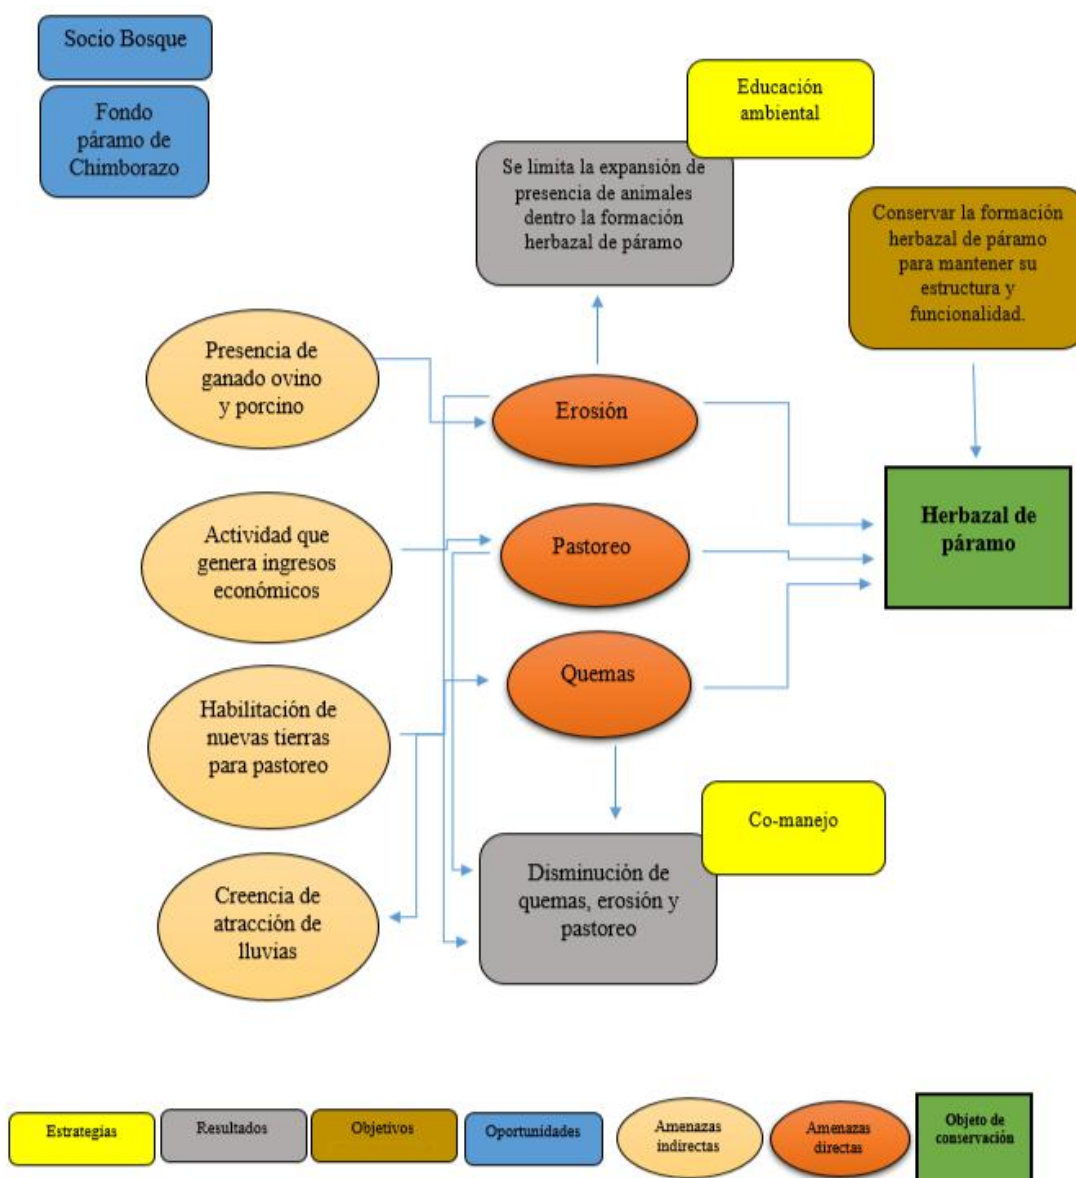 Socio Bosque
Fondo
páramo de
Chimborazo
Educación
ambiental
Se limita la expansión de
presencia de animales
dentro la formación
herbazal de páramo
Conservar la formación
herbazal de páramo
para mantener su
estructura y
funcionalidad.
Presencia de
ganado ovino
y porcino
Erosión
Actividad que
genera ingresos
económicos
Pastoreo
Herbazal de
páramo
Habilitación de
nuevas tierras
para pastoreo
Quemas
Co-manejo
Creencia de
atracción de
lluvias
Disminución de
quemas, erosión y
pastoreo
Estrategias
Resultados
Objetivos
Oportunidades
Amenazas
indirectas
Amenazas
directas
Objeto de
conservación